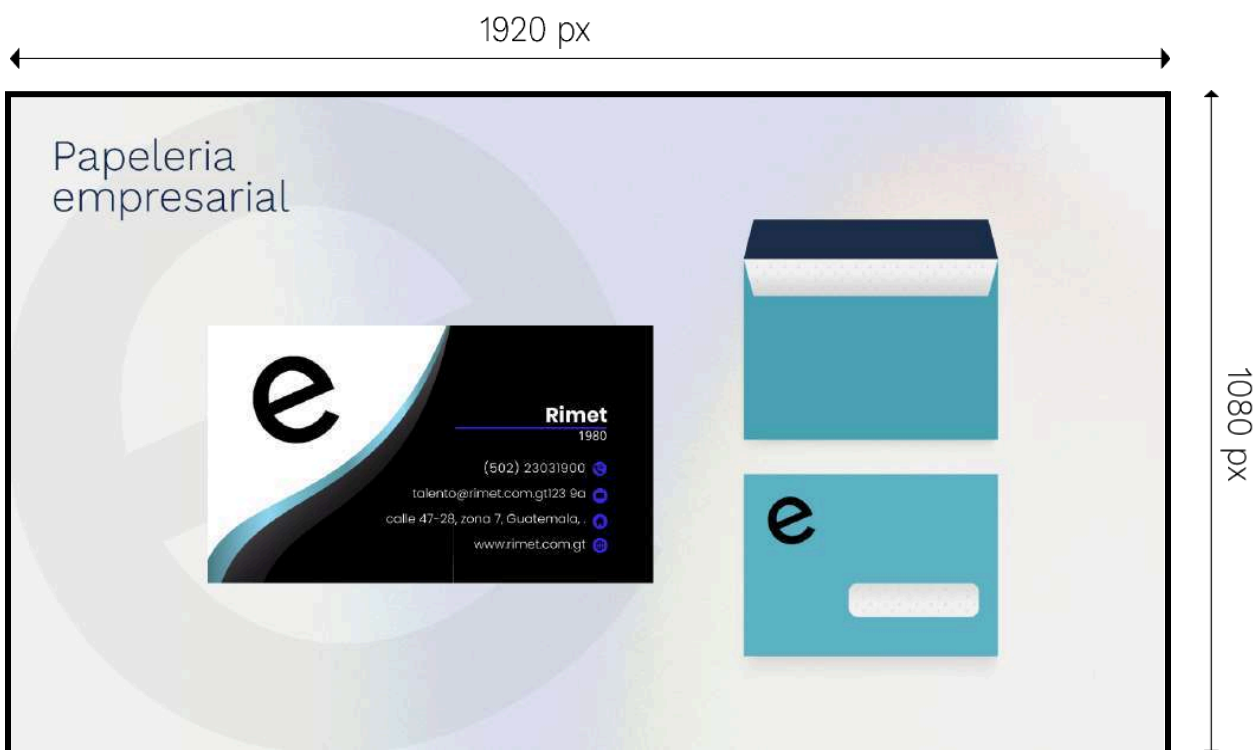 1920 px
Papeleria
empresarial
e
Rimet
1980
(502) 23031900
talento@rimet.com.gt123 9a
calle 47-28, zona 7, Guatemala, .
www.rimet.com.gt
e
1080 px